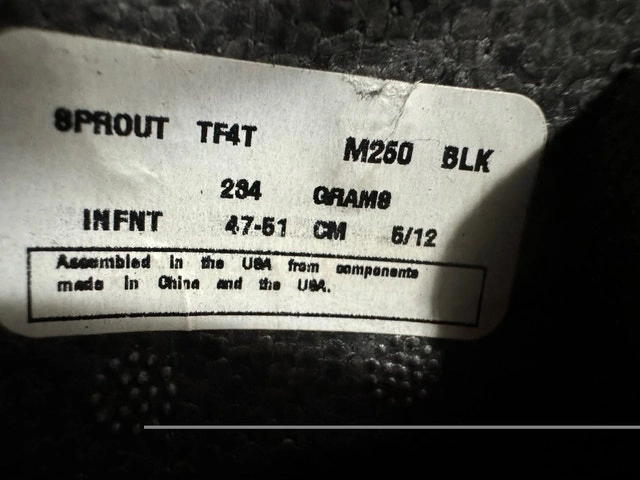 SPROUT TF4T M250 BLK
234 GRAMS
INFNT 47-51 CM 5/12
Assembled in the USA from components
made in China and the USA.